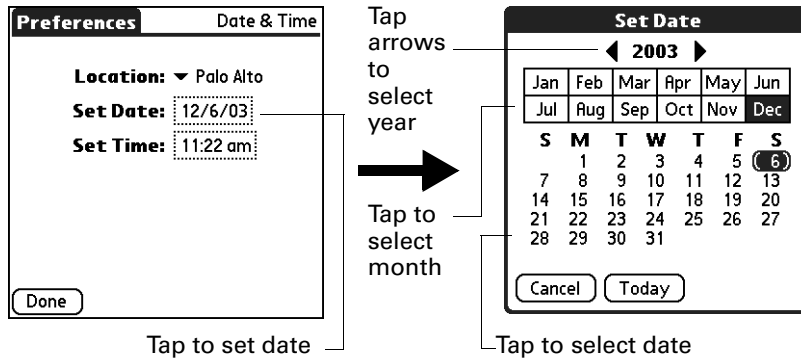 Preferences Date & Time
Location: Palo Alto
Set Date: 12/6/03
Set Time: 11:22 am
Done
Tap to set date
Tap
arrows
to
select
year
Tap to
select
month
Set Date
2003
Jan Feb Mar Apr May Jun
Jul Aug Sep Oct Nov Dec
S M T W T F S
1 2 3 4 5 6
7 8 9 10 11 12 13
14 15 16 17 18 19 20
21 22 23 24 25 26 27
28 29 30 31
Cancel Today
Tap to select date